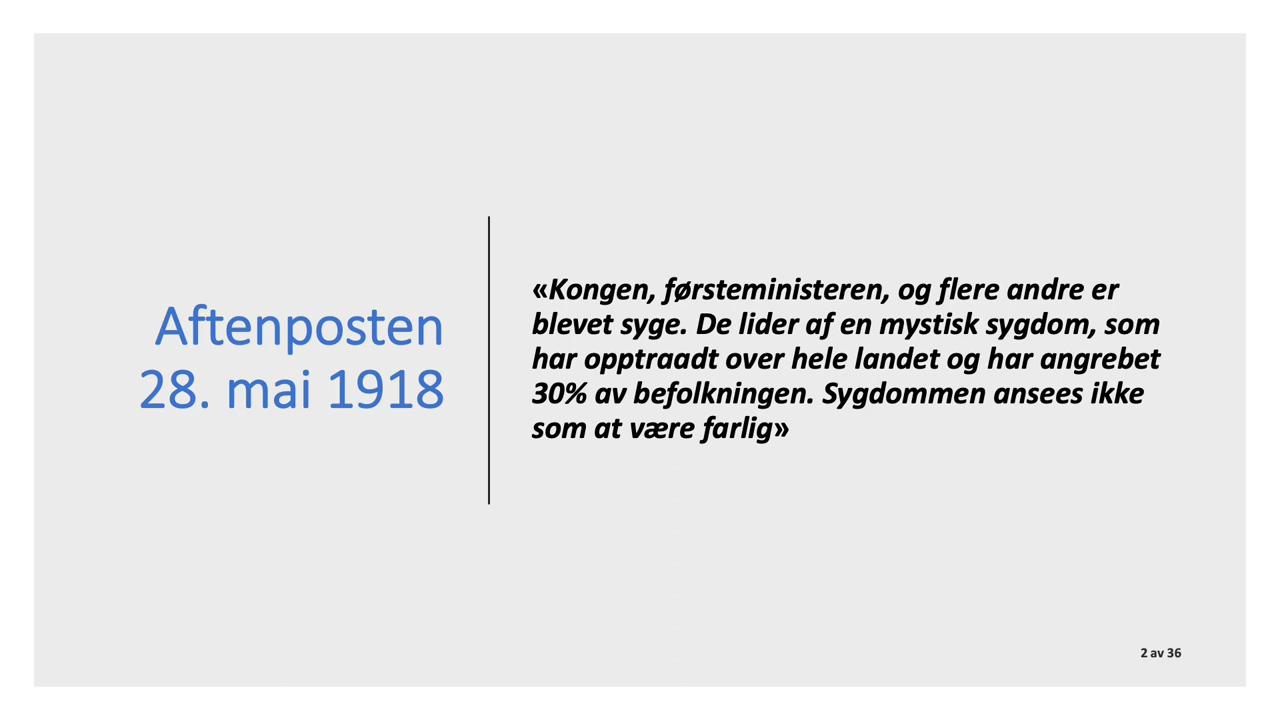 Aftenposten
28. mai 1918
«Kongen, førsteministeren, og flere andre er
blevet syge. De lider af en mystisk sygdom, som
har opptraadt over hele landet og har angrebet
30% av befolkningen. Sygdommen ansees ikke
som at være farlig»
2 av 36